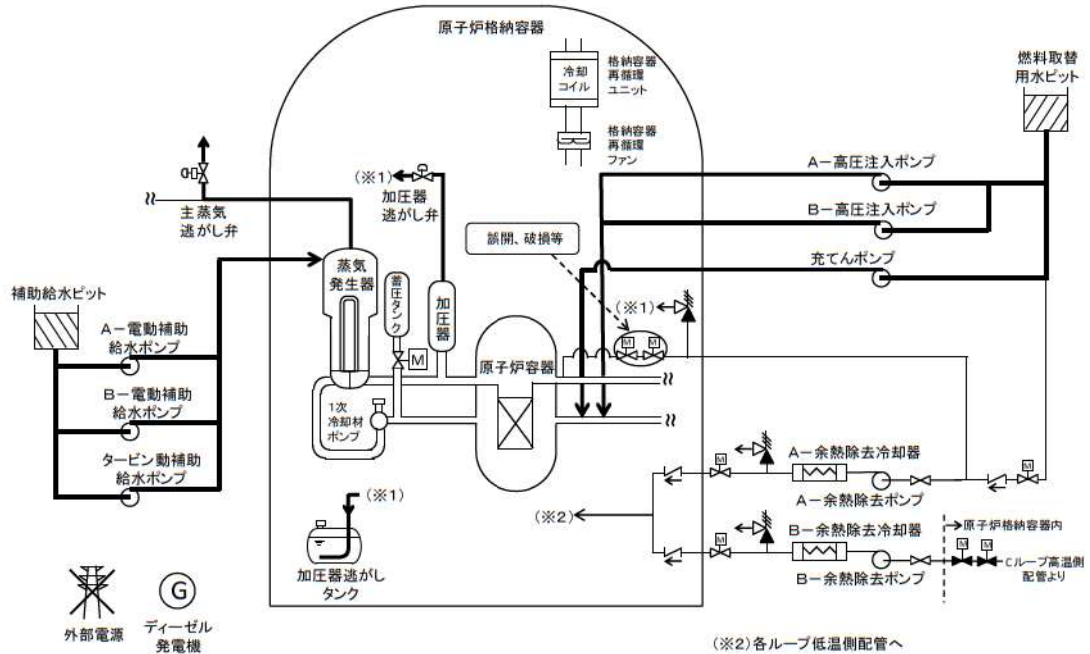 原子炉格納容器
冷却
コイル
格納容器
再循環
ユニット
格納容器
再循環
ファン
燃料取替
用水ピット
A-高圧注入ポンプ
B-高圧注入ポンプ
充てんポンプ
主蒸気
逃がし弁
(※1)
加圧器
逃がし弁
誤開、破損等
(※1)
蒸気
発生器
蓄圧タンク
加圧器
M
M
M
原子炉容器
1次
冷却材
ポンプ
補助給水ピット
A-電動補助
給水ポンプ
B-電動補助
給水ポンプ
タービン動補助
給水ポンプ
(※1)
加圧器逃がし
タンク
(※2)
M
A-余熱除去冷却器
A-余熱除去ポンプ
M
M
B-余熱除去冷却器
B-余熱除去ポンプ
原子炉格納容器内
M
M
Cループ高温側
配管より
外部電源
G
ディーゼル
発電機
(※2)各ループ低温側配管へ